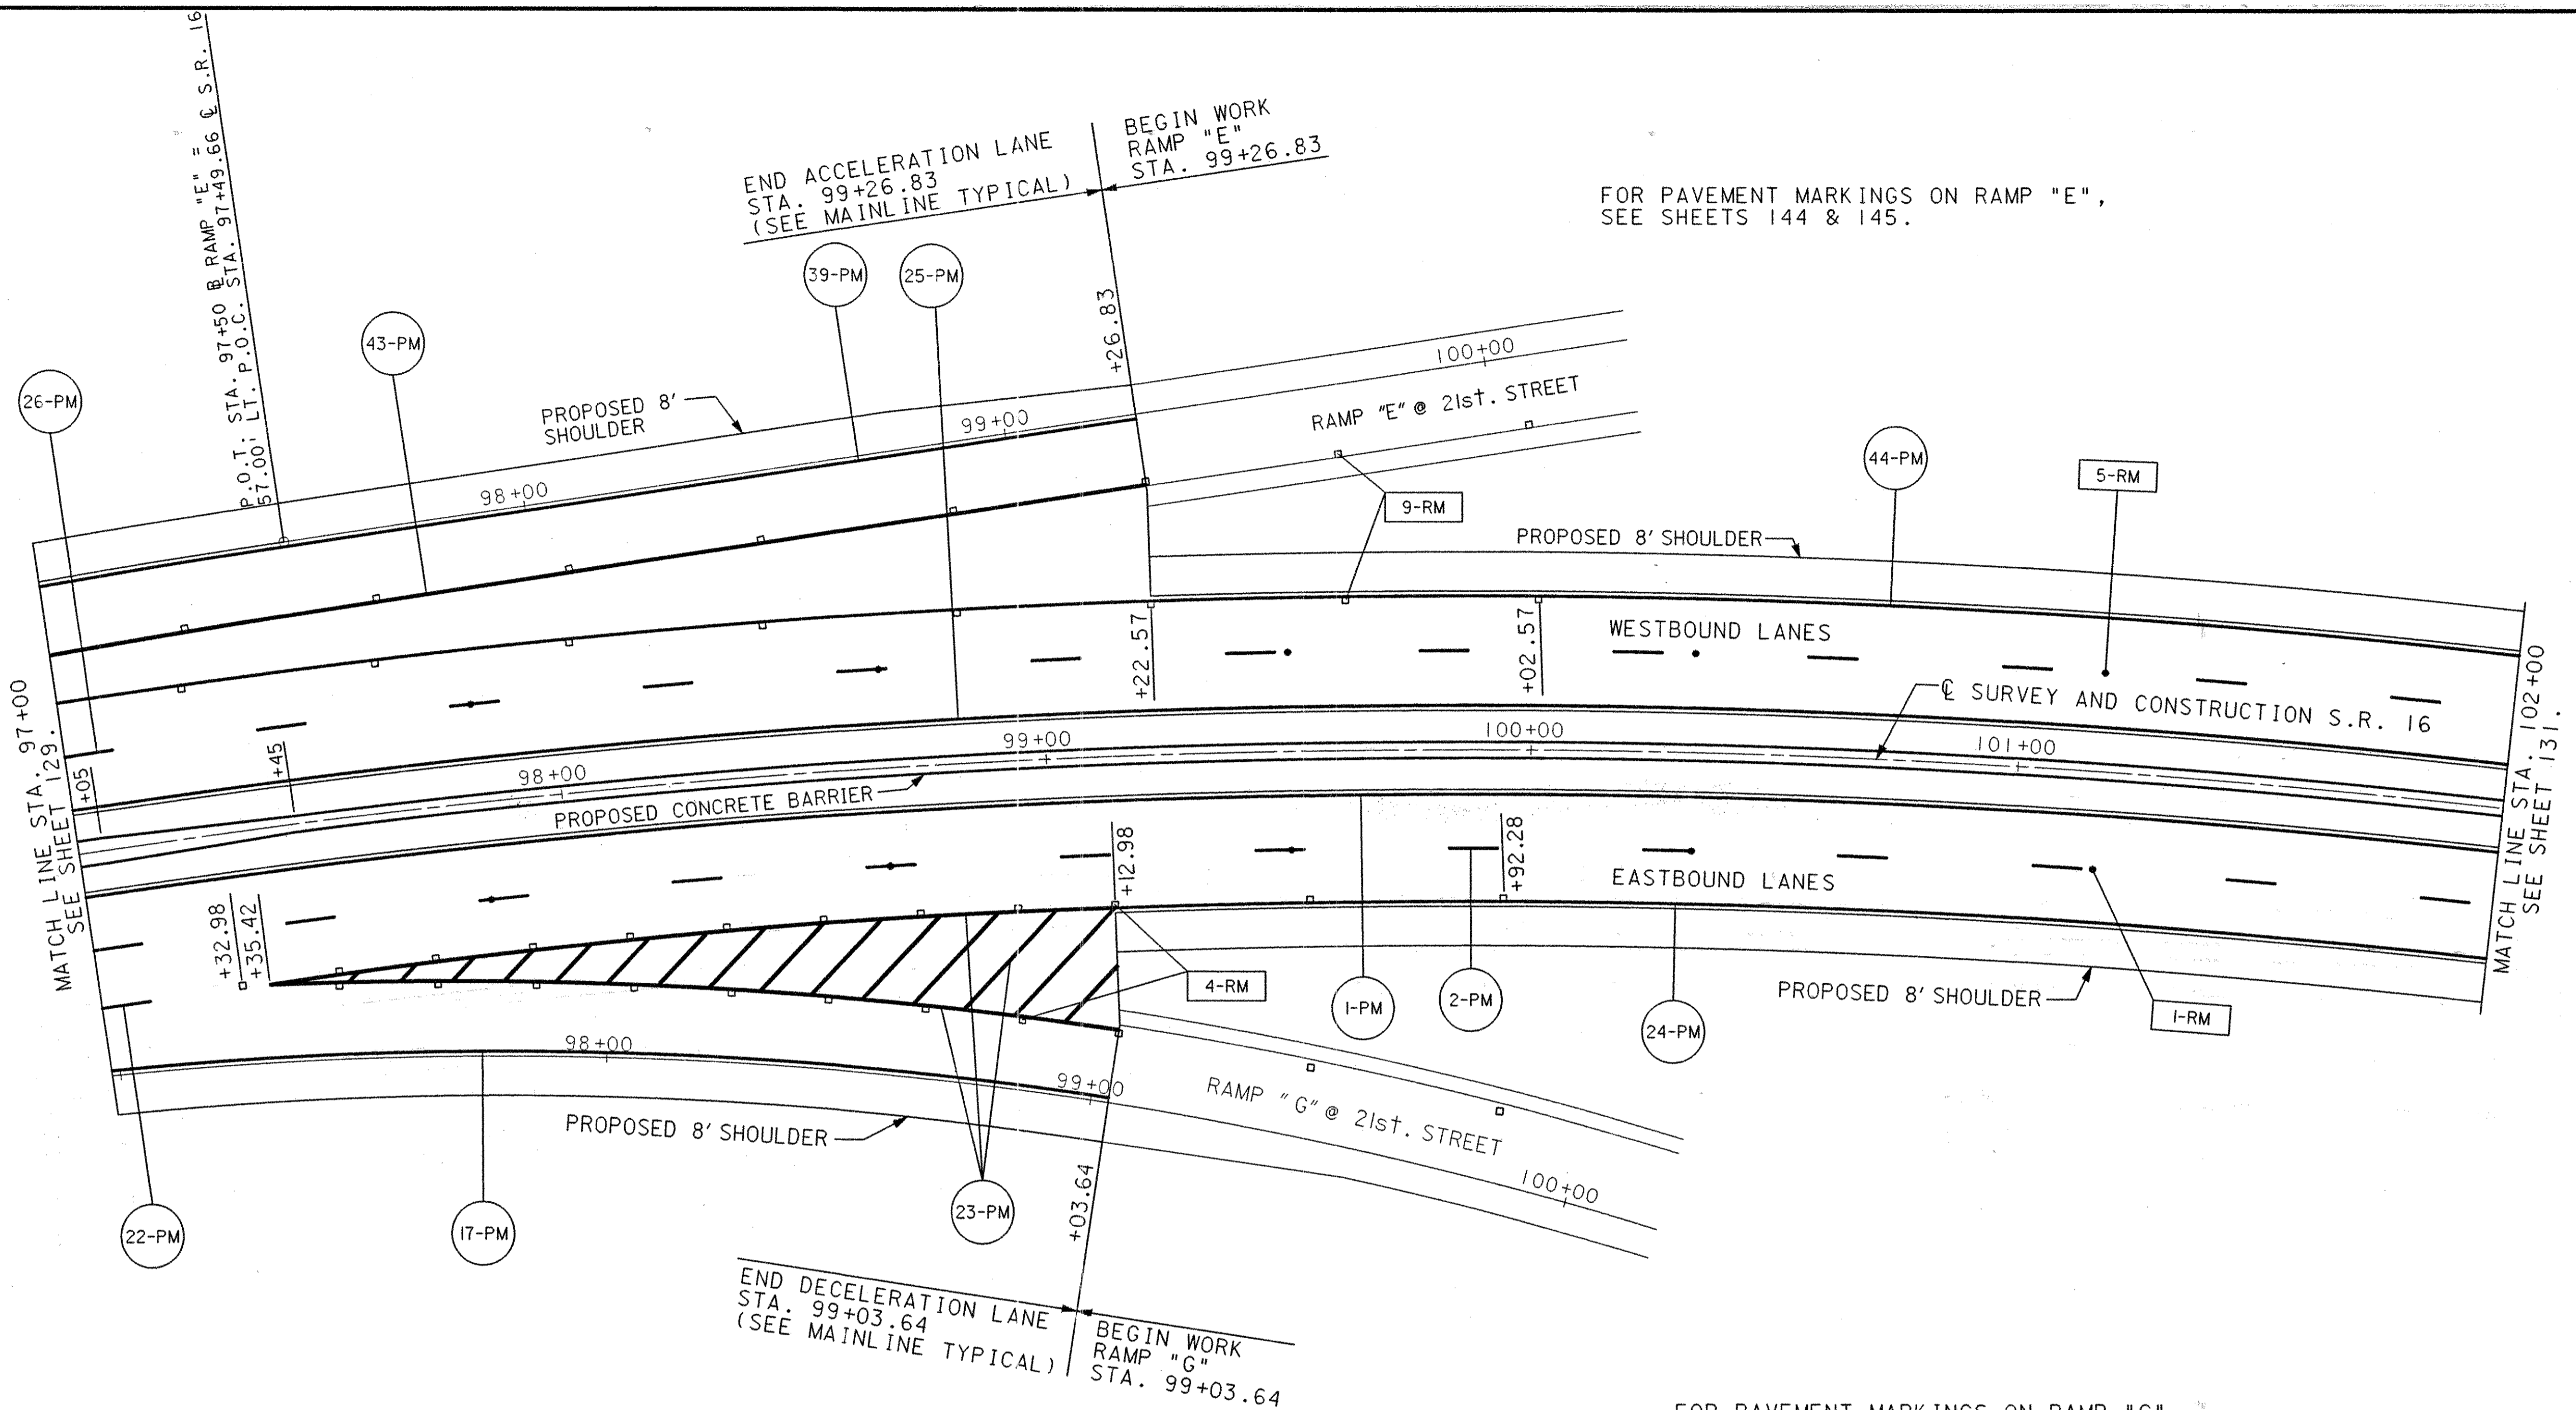 P.O.T. STA. 97+50 ℄ RAMP "E" =
57.00' LT. P.O.C. STA. 97+49.66 ℄ S.R. 16
END ACCELERATION LANE
STA. 99+26.83
(SEE MAINLINE TYPICAL)
BEGIN WORK
RAMP "E"
STA. 99+26.83
FOR PAVEMENT MARKINGS ON RAMP "E",
SEE SHEETS 144 & 145.
39-PM
25-PM
43-PM
26-PM
+26.83
PROPOSED 8'
SHOULDER
98+00
99+00
100+00
RAMP "E" @ 21st. STREET
9-RM
44-PM
5-RM
PROPOSED 8' SHOULDER
WESTBOUND LANES
+22.57
+02.57
℄ SURVEY AND CONSTRUCTION S.R. 16
MATCH LINE STA. 97+00
SEE SHEET 129.
+05
+45
98+00
99+00
100+00
101+00
PROPOSED CONCRETE BARRIER
MATCH LINE STA. 102+00
SEE SHEET 131.
+12.98
+92.28
EASTBOUND LANES
+32.98
+35.42
4-RM
1-PM
2-PM
24-PM
PROPOSED 8' SHOULDER
1-RM
98+00
99+00
RAMP "G" @ 21st. STREET
100+00
PROPOSED 8' SHOULDER
22-PM
17-PM
23-PM
+03.64
END DECELERATION LANE
STA. 99+03.64
(SEE MAINLINE TYPICAL)
BEGIN WORK
RAMP "G"
STA. 99+03.64
FOR PAVEMENT MARKINGS ON RAMP "G"